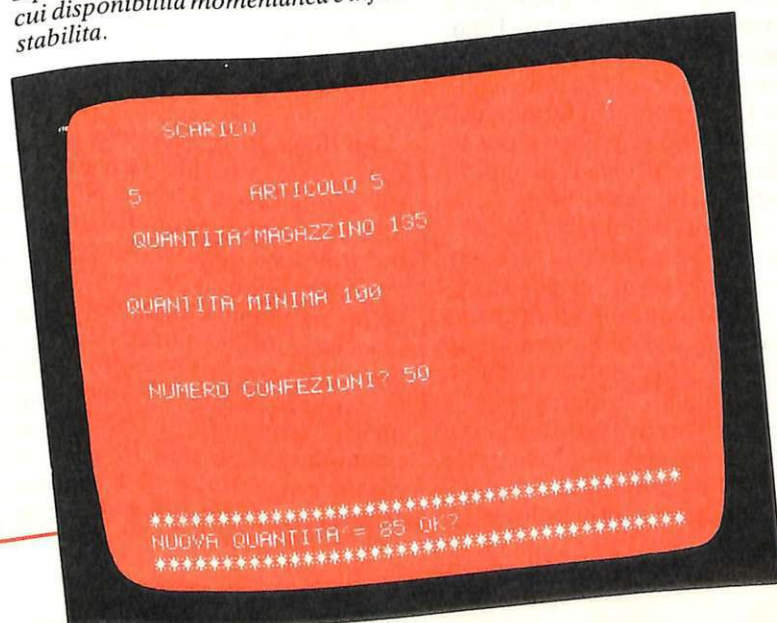 cui disponibilità momentanea
stabilita.
SCARICO
5 ARTICOLO 5
QUANTITA' MAGAZZINO 135
QUANTITA' MINIMA 100
NUMERO CONFEZIONI? 50
****************************************
NUOVA QUANTITA' = 85 OK?
****************************************